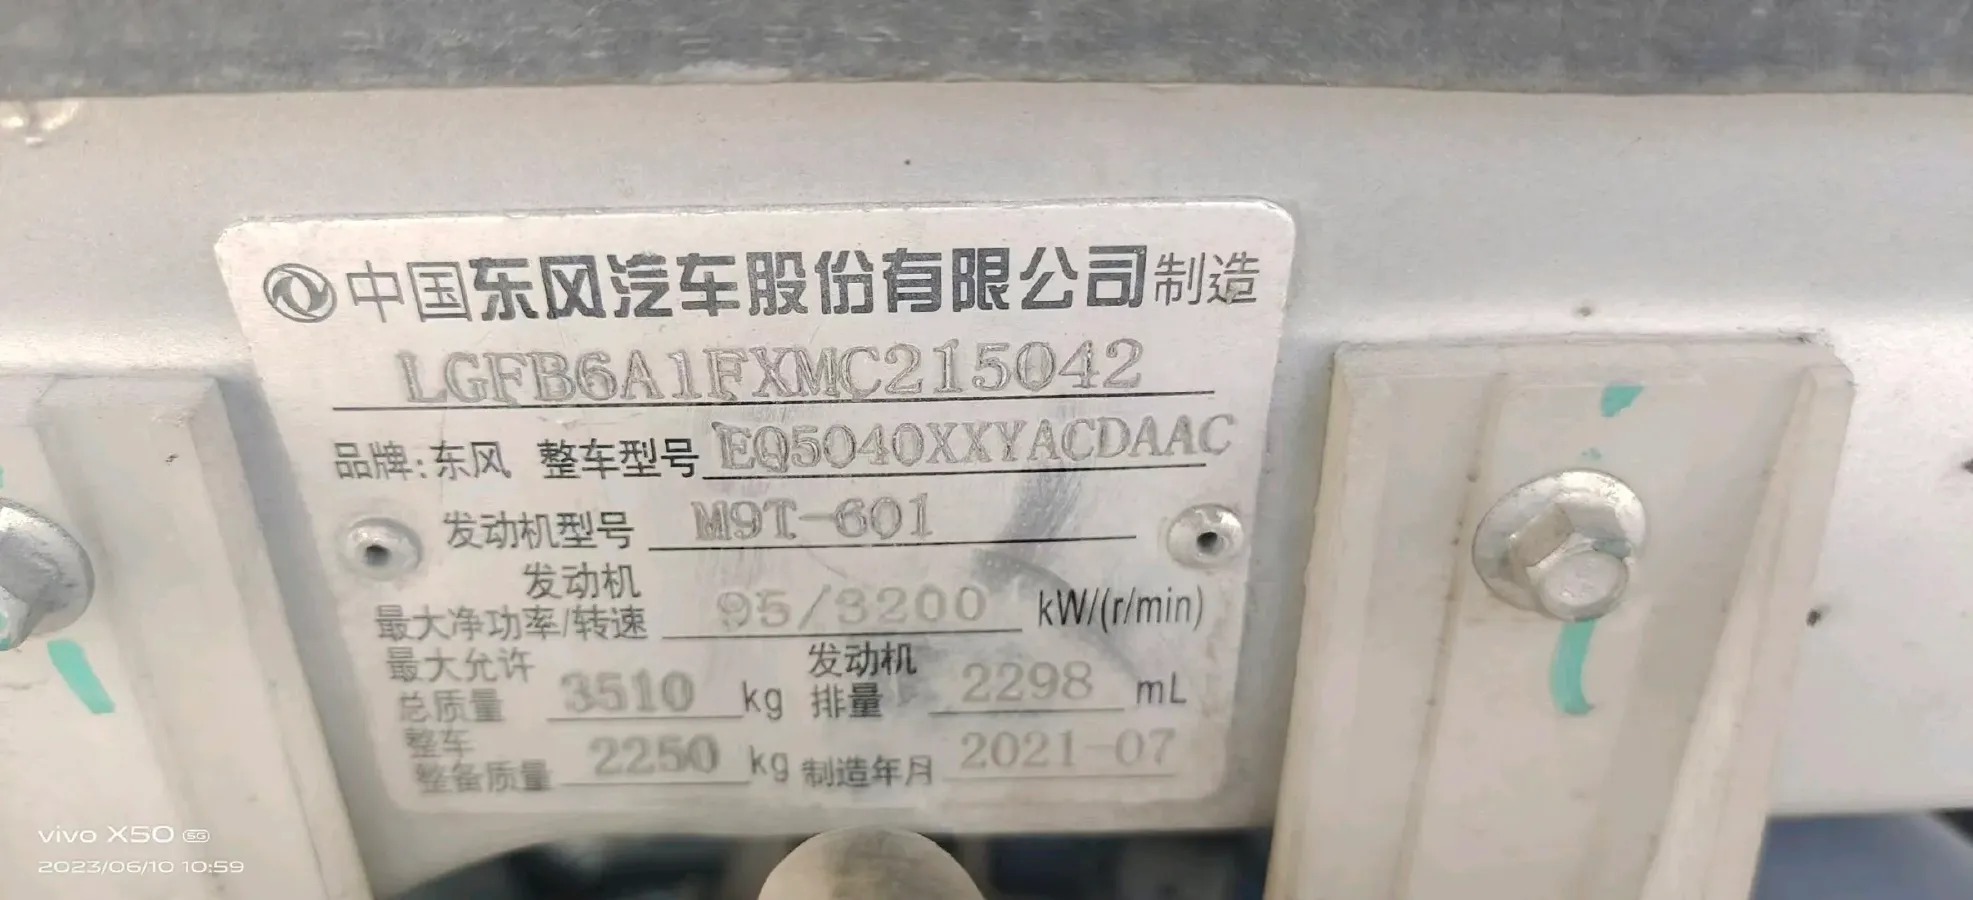 中国东风汽车股份有限公司制造
LGFB6A1FXMC215042
品牌:东风 整车型号 EQ5040XXYACDAAC
发动机型号 M9T-601
发动机
最大净功率/转速 95/3200 kW/(r/min)
最大允许
总质量 3510 kg
发动机
排量 2298 mL
整车
整备质量 2250 kg
制造年月 2021-07
vivo X50 5G
2023/06/10 10:59